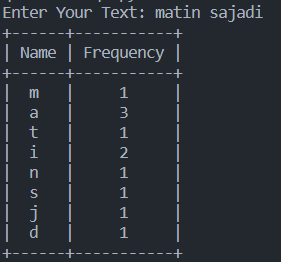 Enter Your Text: matin sajadi
+------+-----------+
| Name | Frequency |
+------+-----------+
|  m   |     1     |
|  a   |     3     |
|  t   |     1     |
|  i   |     2     |
|  n   |     1     |
|  s   |     1     |
|  j   |     1     |
|  d   |     1     |
+------+-----------+